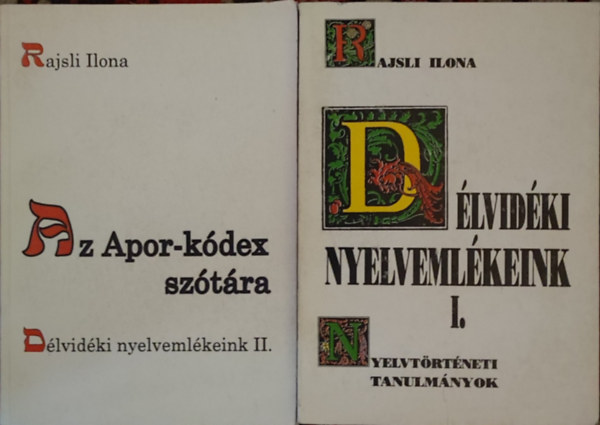 Rajsli Ilona
Az Apor-kódex
szótára
Délvidéki nyelvemlékeink II.
RAJSLI ILONA
DÉLVIDÉKI
NYELVEMLÉKEINK
I.
NYELVTÖRTÉNETI
TANULMÁNYOK